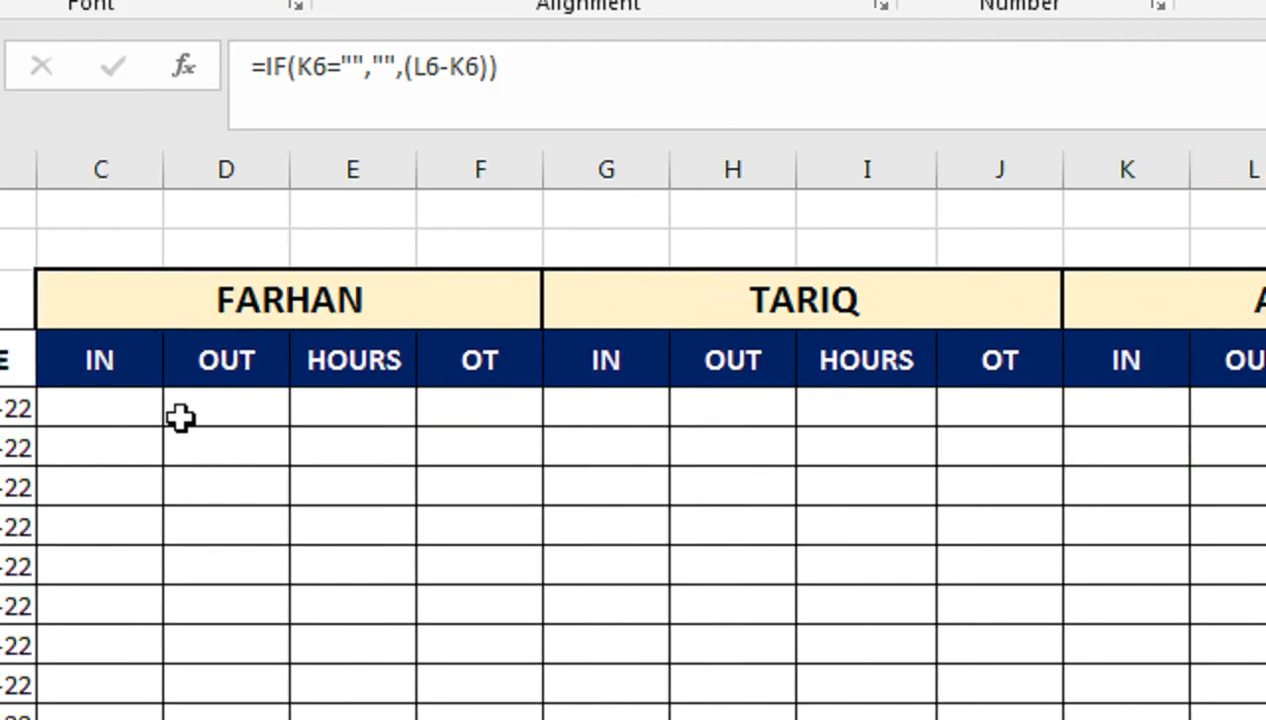 Font Alignment Number
fx =IF(K6="","",(L6-K6))
C D E F G H I J K L
FARHAN TARIQ A
E IN OUT HOURS OT IN OUT HOURS OT IN OU
-22
-22
-22
-22
-22
-22
-22
-22